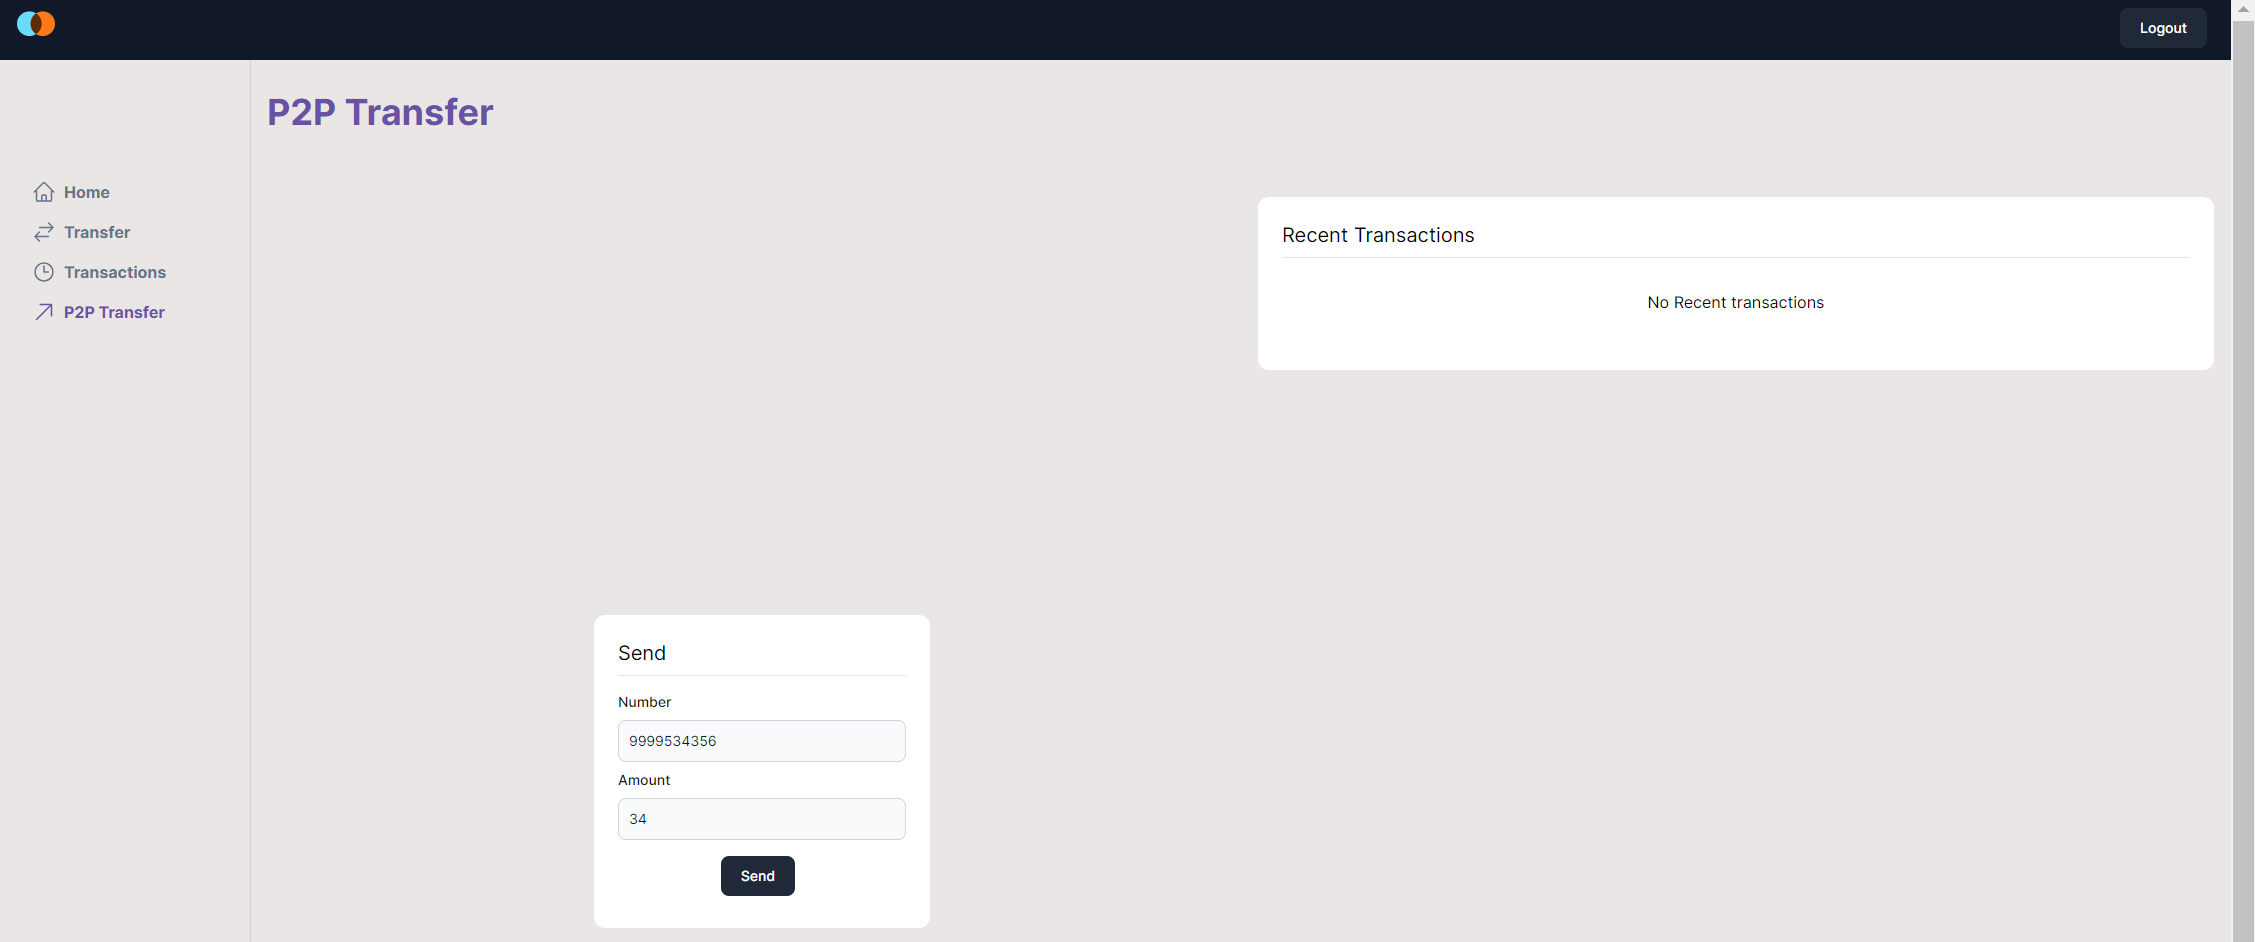 Logout
P2P Transfer
Home
Transfer
Transactions
P2P Transfer
Recent Transactions
No Recent transactions
Send
Number
9999534356
Amount
34
Send